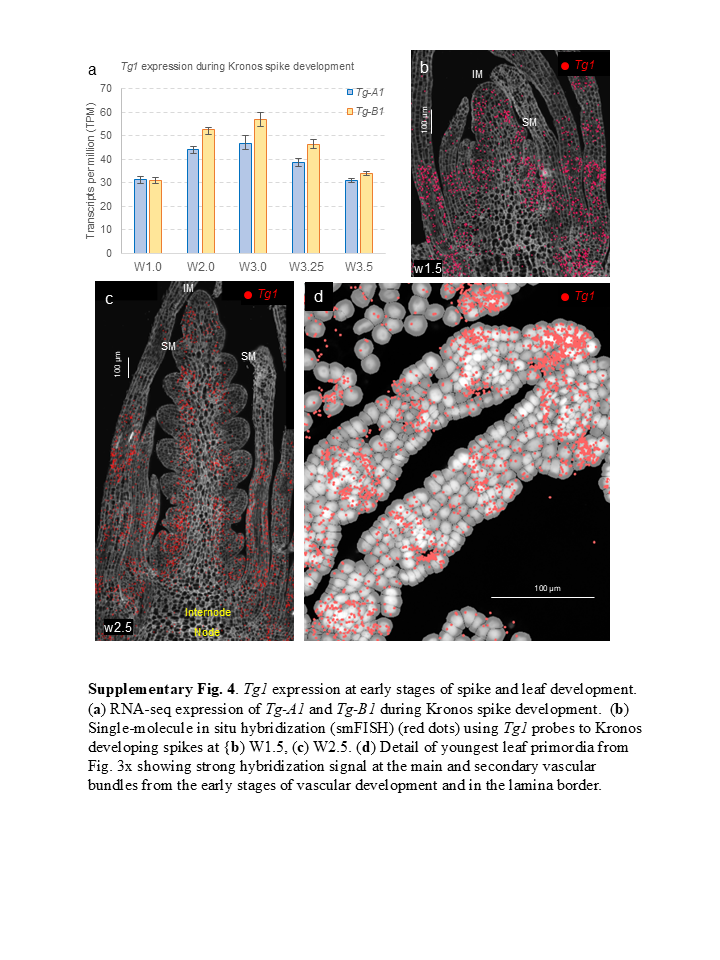 a
Tg1 expression during Kronos spike development
Transcripts per million (TPM)
70
60
50
40
30
20
10
0
W1.0 W2.0 W3.0 W3.25 W3.5
Tg-A1
Tg-B1
b
IM
SM
Tg1
100 µm
w1.5
c
IM
Tg1
SM
SM
100 µm
Internode
Node
w2.5
d
Tg1
100 µm
Supplementary Fig. 4. Tg1 expression at early stages of spike and leaf development.
(a) RNA-seq expression of Tg-A1 and Tg-B1 during Kronos spike development. (b)
Single-molecule in situ hybridization (smFISH) (red dots) using Tg1 probes to Kronos
developing spikes at {b) W1.5, (c) W2.5. (d) Detail of youngest leaf primordia from
Fig. 3x showing strong hybridization signal at the main and secondary vascular
bundles from the early stages of vascular development and in the lamina border.